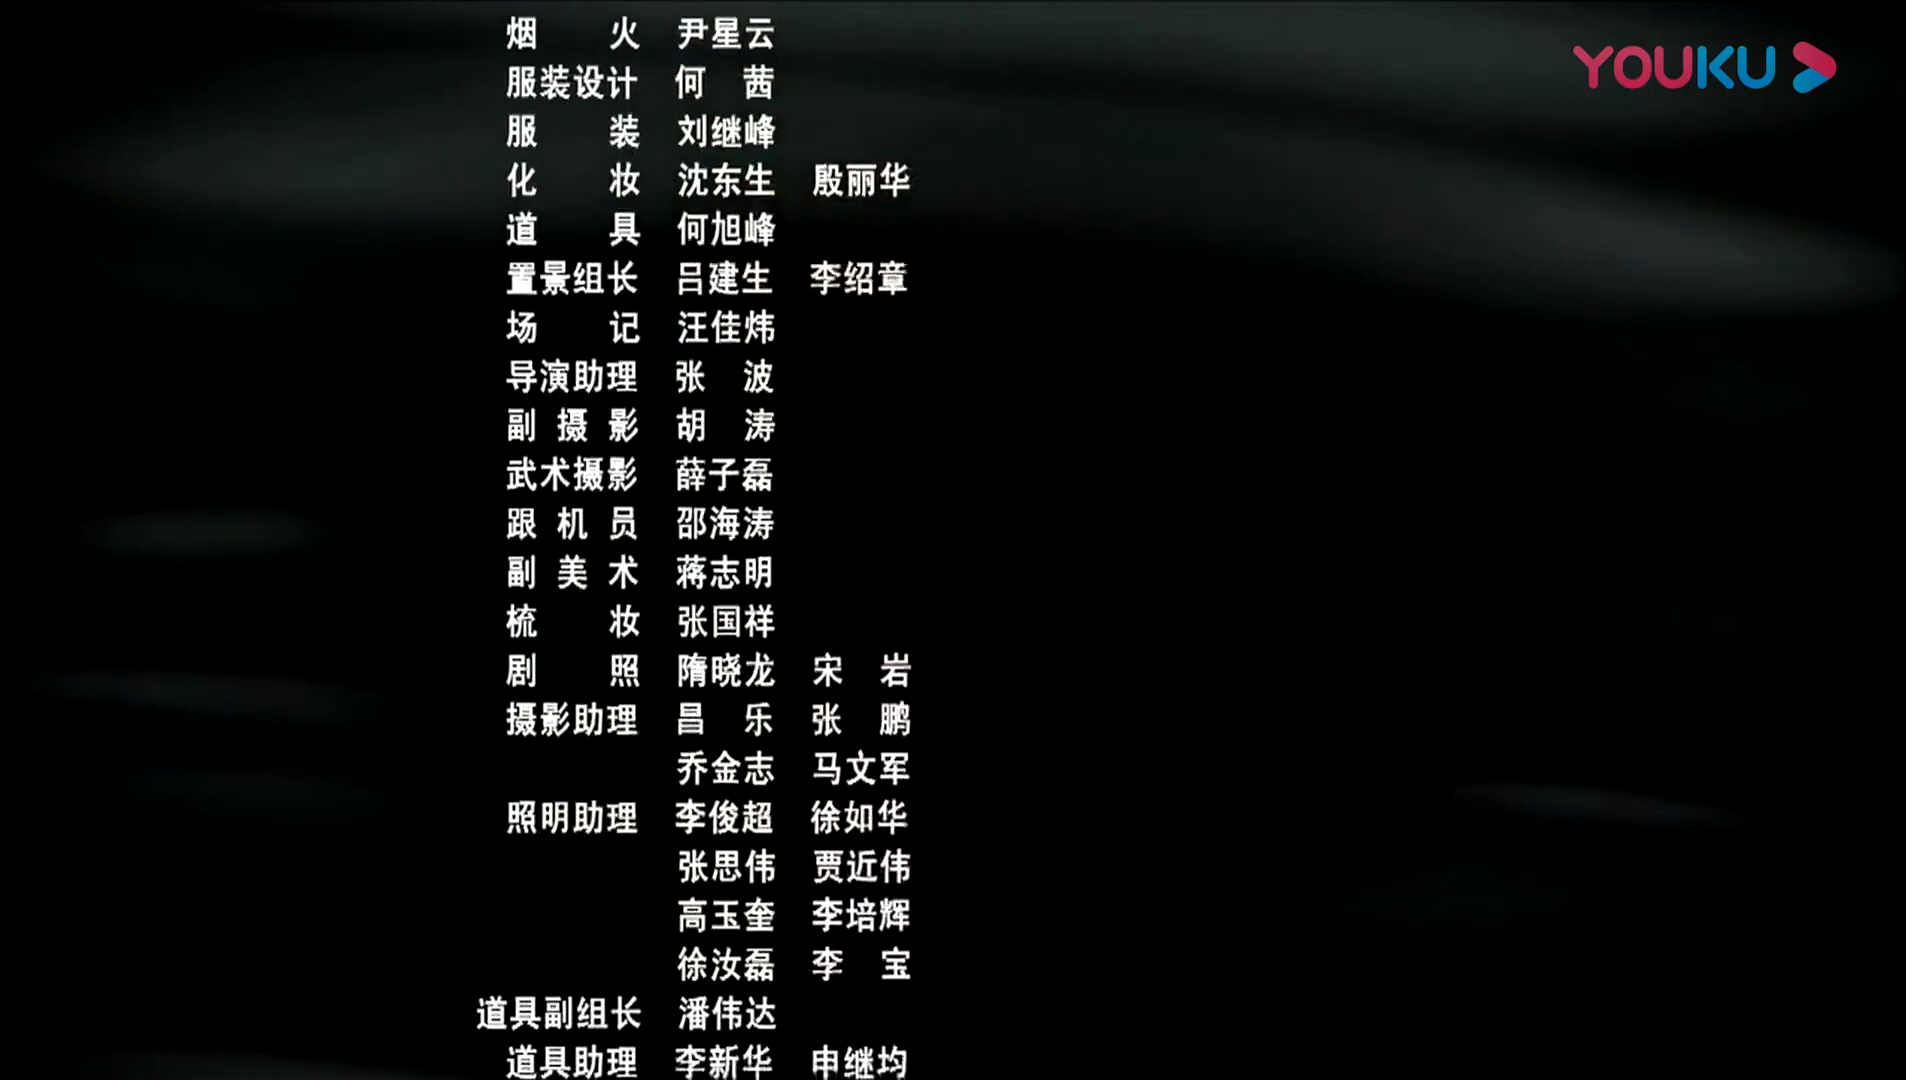 烟火 尹星云
YOUKU
服装设计 何茜
服装 刘继峰
化妆 沈东生 殷丽华
道具 何旭峰
置景组长 吕建生 李绍章
场记 汪佳炜
导演助理 张波
副摄影 胡涛
武术摄影 薛子磊
跟机员 邵海涛
副美术 蒋志明
梳妆 张国祥
剧照 隋晓龙 宋岩
摄影助理 昌乐 张鹏
乔金志 马文军
照明助理 李俊超 徐如华
张思伟 贾近伟
高玉奎 李培辉
徐汝磊 李宝
道具副组长 潘伟达
道具助理 李新华 申继均